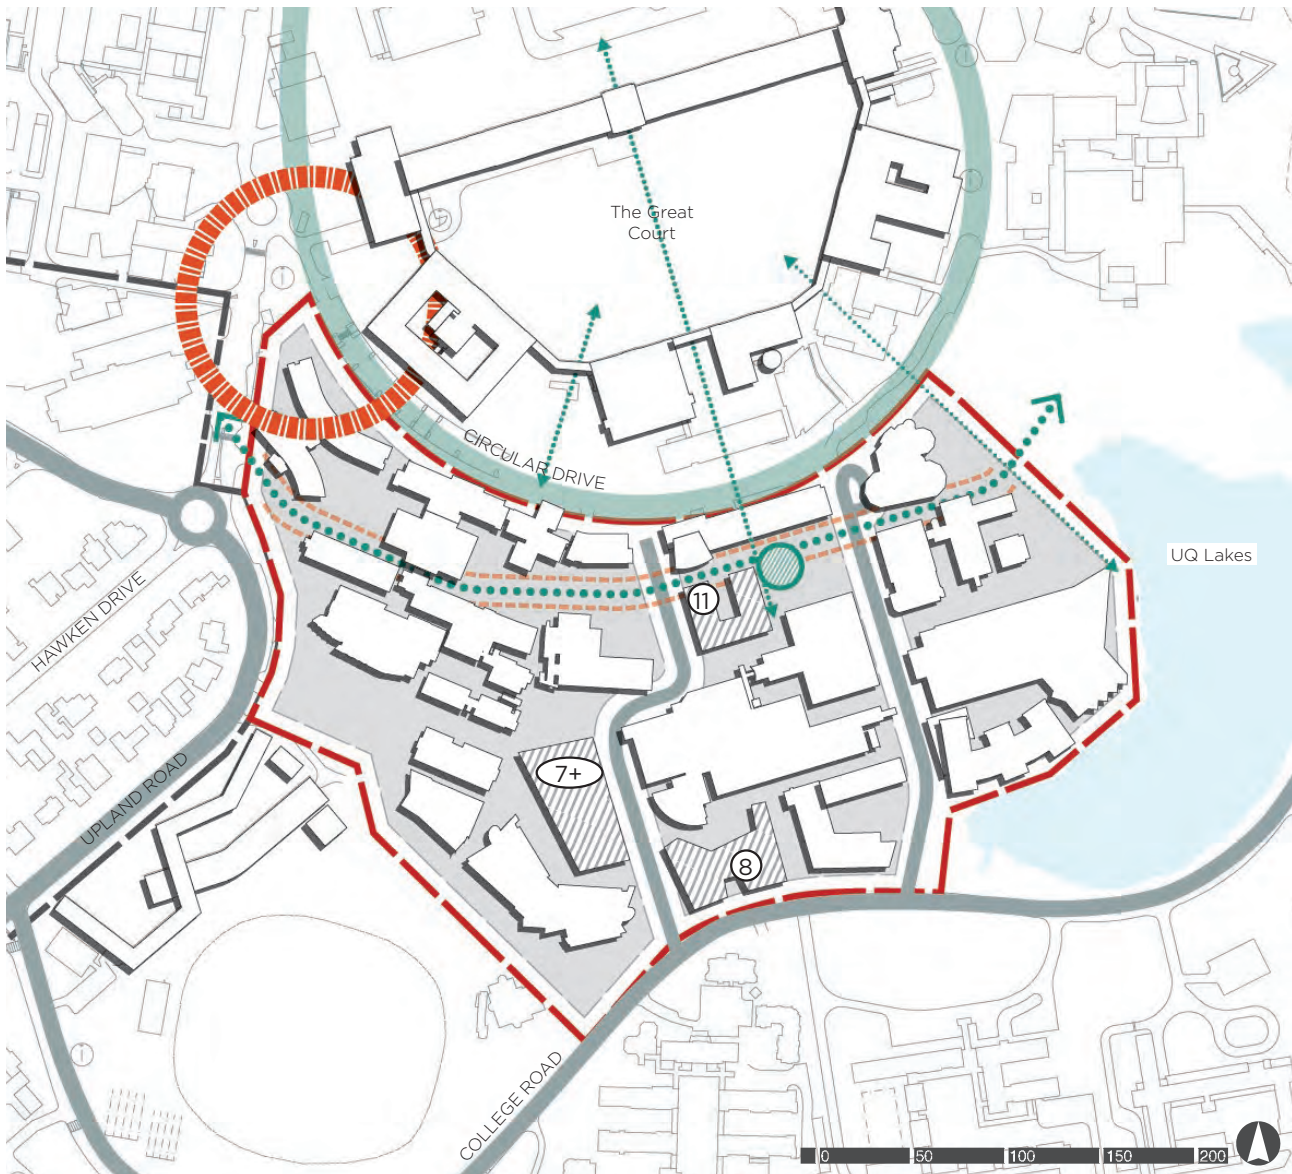 The Great
Court
CIRCULAR DRIVE
UQ Lakes
11
HAWKEN DRIVE
7+
UPLAND ROAD
8
COLLEGE ROAD
0 50 100 150 200